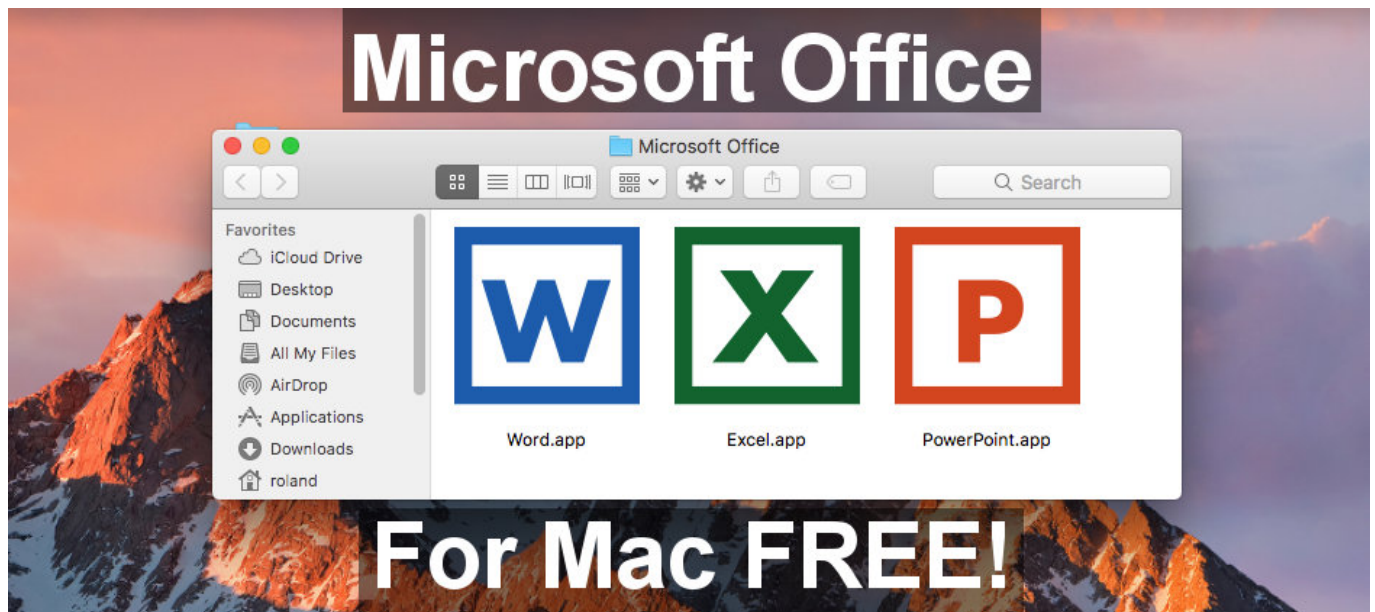 Microsoft Office
Microsoft Office
Search
Favorites
iCloud Drive
Desktop
Documents
All My Files
AirDrop
Applications
Downloads
roland
W
X
P
Word.app
Excel.app
PowerPoint.app
For Mac FREE!